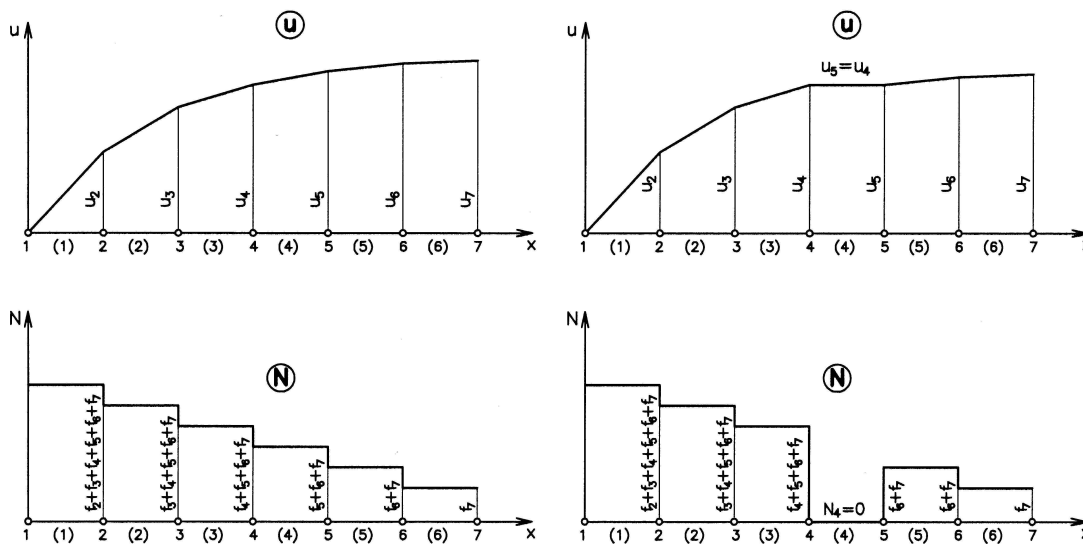 u
u
u₂
u₃
u₄
u₅
u₆
u₇
1 (1) 2 (2) 3 (3) 4 (4) 5 (5) 6 (6) 7 x
u
u
u₅=u₄
u₂
u₃
u₄
u₅
u₆
u₇
1 (1) 2 (2) 3 (3) 4 (4) 5 (5) 6 (6) 7
N
N
f₂+f₃+f₄+f₅+f₆+f₇
f₃+f₄+f₅+f₆+f₇
f₄+f₅+f₆+f₇
f₅+f₆+f₇
f₆+f₇
f₇
1 (1) 2 (2) 3 (3) 4 (4) 5 (5) 6 (6) 7 x
N
N
f₂+f₃+f₄+f₅+f₆+f₇
f₃+f₄+f₅+f₆+f₇
f₄+f₅+f₆+f₇
N₄=0
f₆+f₇
f₆+f₇
f₇
1 (1) 2 (2) 3 (3) 4 (4) 5 (5) 6 (6) 7